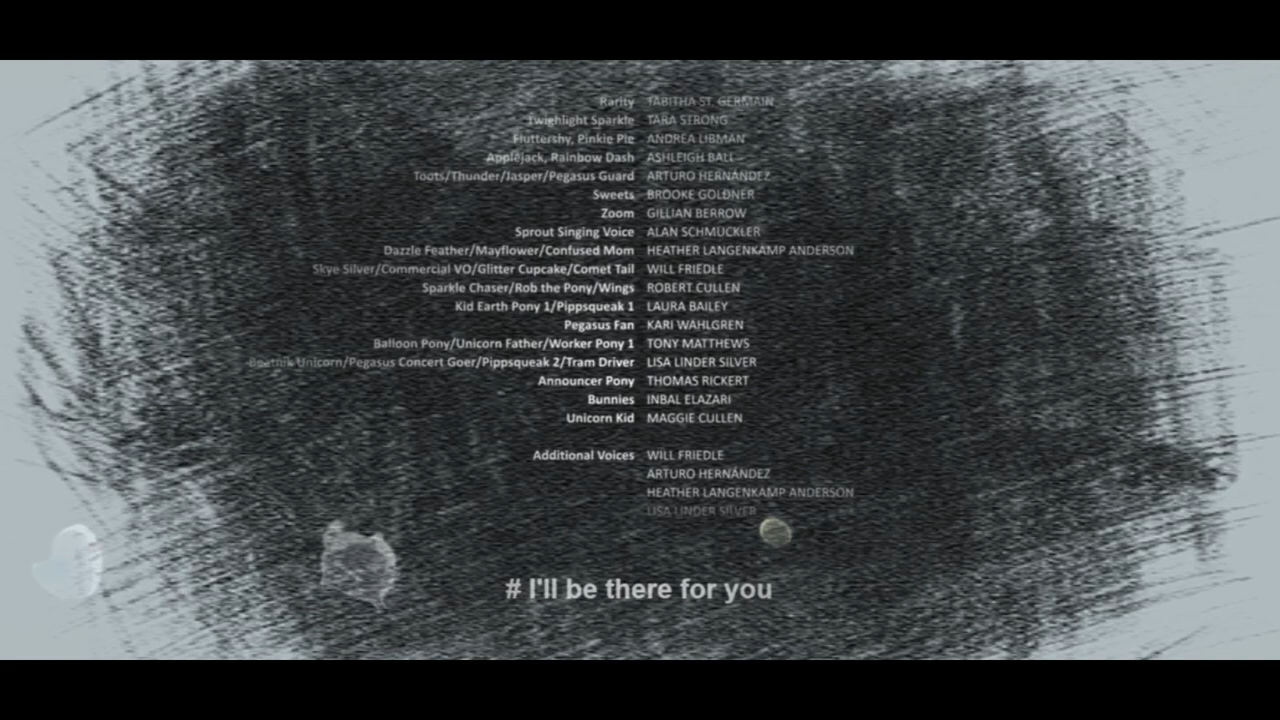 Rarity TABITHA ST. GERMAIN
Twighlight Sparkle TARA STRONG
Fluttershy, Pinkie Pie ANDREA LIBMAN
Applejack, Rainbow Dash ASHLEIGH BALL
Toots/Thunder/Jasper/Pegasus Guard ARTURO HERNÁNDEZ
Sweets BROOKE GOLDNER
Zoom GILLIAN BERROW
Sprout Singing Voice ALAN SCHMUCKLER
Dazzle Feather/Mayflower/Confused Mom HEATHER LANGENKAMP ANDERSON
Skye Silver/Commercial VO/Glitter Cupcake/Comet Tail WILL FRIEDLE
Sparkle Chaser/Rob the Pony/Wings ROBERT CULLEN
Kid Earth Pony 1/Pippsqueak 1 LAURA BAILEY
Pegasus Fan KARI WAHLGREN
Balloon Pony/Unicorn Father/Worker Pony 1 TONY MATTHEWS
Beatnik Unicorn/Pegasus Concert Goer/Pippsqueak 2/Tram Driver LISA LINDER SILVER
Announcer Pony THOMAS RICKERT
Bunnies INBAL ELAZARI
Unicorn Kid MAGGIE CULLEN
Additional Voices WILL FRIEDLE
ARTURO HERNÁNDEZ
HEATHER LANGENKAMP ANDERSON
LISA LINDER SILVER
# I'll be there for you